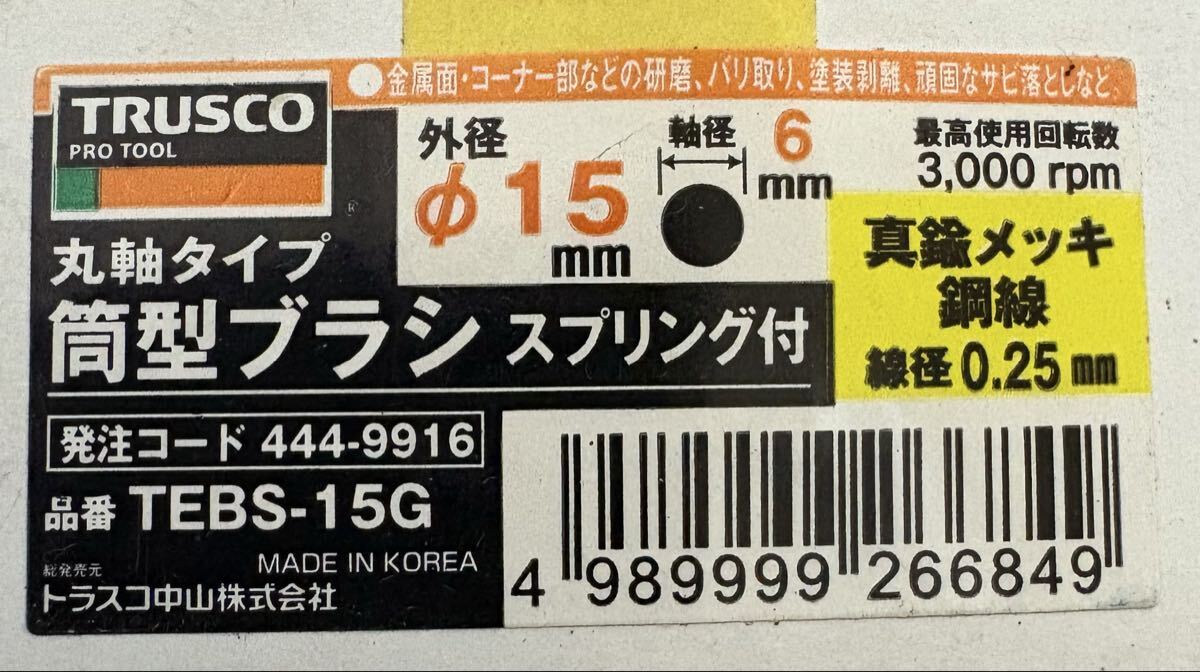 金属面・コーナー部などの研磨、バリ取り、塗装剥離、頑固なサビ落としなど。
TRUSCO
PRO TOOL
®
外径
φ15
mm
軸径
6
mm
最高使用回転数
3,000 rpm
丸軸タイプ
筒型ブラシ スプリング付
真鍮メッキ
鋼線
線径 0.25 mm
発注コード 444-9916
品番 TEBS-15G
MADE IN KOREA
総発売元
トラスコ中山株式会社
4 989999 266849